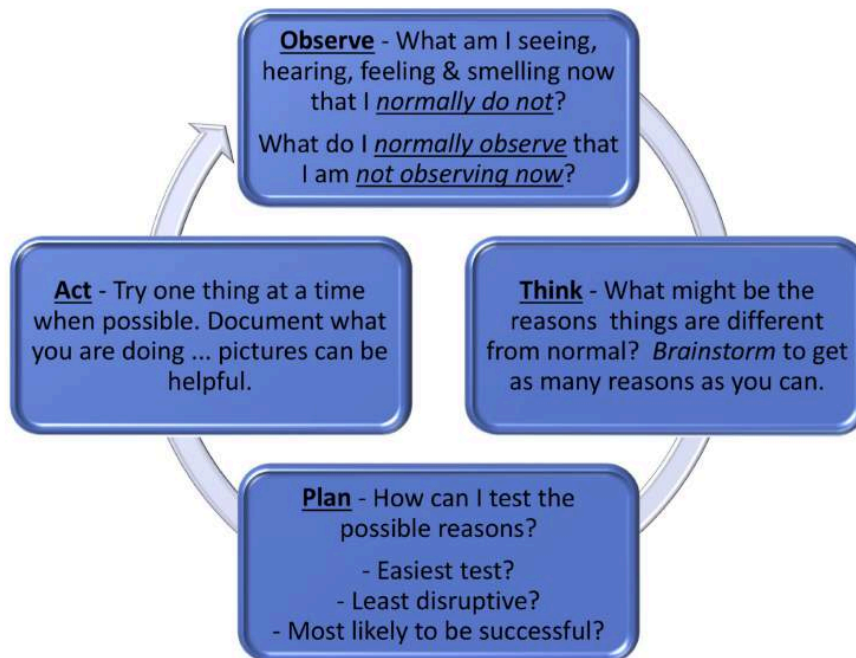 Observe - What am I seeing,
hearing, feeling & smelling now
that I normally do not?
What do I normally observe that
I am not observing now?
Think - What might be the
reasons things are different
from normal? Brainstorm to get
as many reasons as you can.
Plan - How can I test the
possible reasons?
- Easiest test?
- Least disruptive?
- Most likely to be successful?
Act - Try one thing at a time
when possible. Document what
you are doing ... pictures can be
helpful.